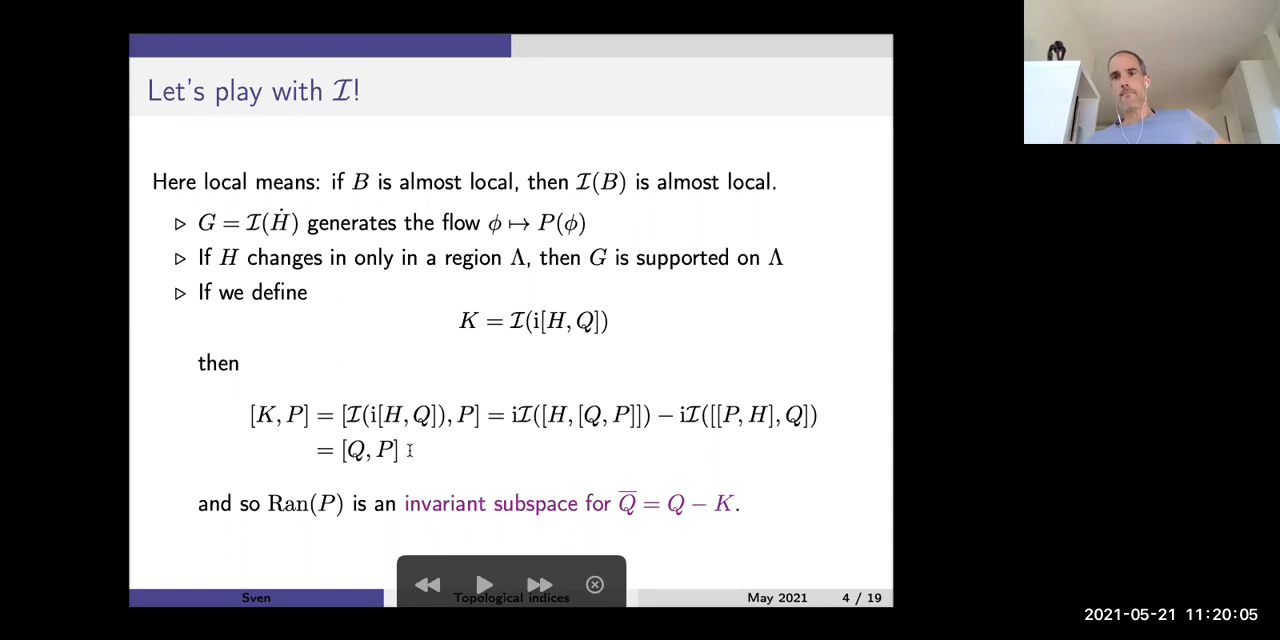 Let's play with ℐ!
Here local means: if B is almost local, then ℐ(B) is almost local.
▷ G = ℐ(Ḣ) generates the flow ϕ ↦ P(ϕ)
▷ If H changes in only in a region Λ, then G is supported on Λ
▷ If we define
K = ℐ(i[H, Q])
then
[K, P] = [ℐ(i[H, Q]), P] = iℐ([H, [Q, P]]) − iℐ([[P, H], Q])
= [Q, P]
and so Ran(P) is an invariant subspace for Q̅ = Q − K.
Sven Topological indices May 2021 4 / 19
2021-05-21 11:20:05